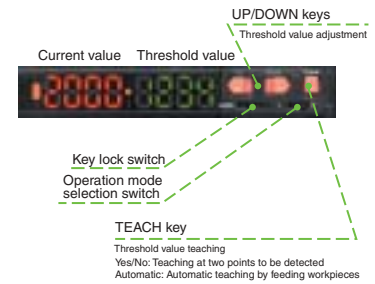 UP/DOWN keys
Threshold value adjustment
Current value Threshold value
2000 1224
Key lock switch
Operation mode
selection switch
TEACH key
Threshold value teaching
Yes/No: Teaching at two points to be detected
Automatic: Automatic teaching by feeding workpieces